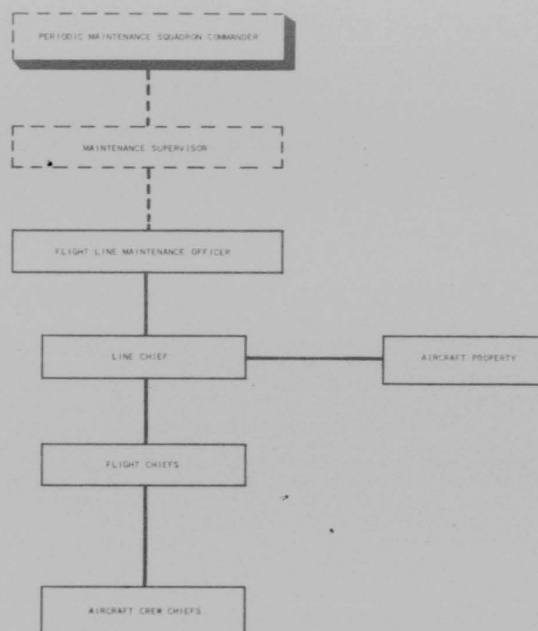 PERIODIC MAINTENANCE SQUADRON COMMANDER
MAINTENANCE SUPERVISOR
FLIGHT LINE MAINTENANCE OFFICER
LINE CHIEF
AIRCRAFT PROPERTY
FLIGHT CHIEFS
AIRCRAFT CREW CHIEFS